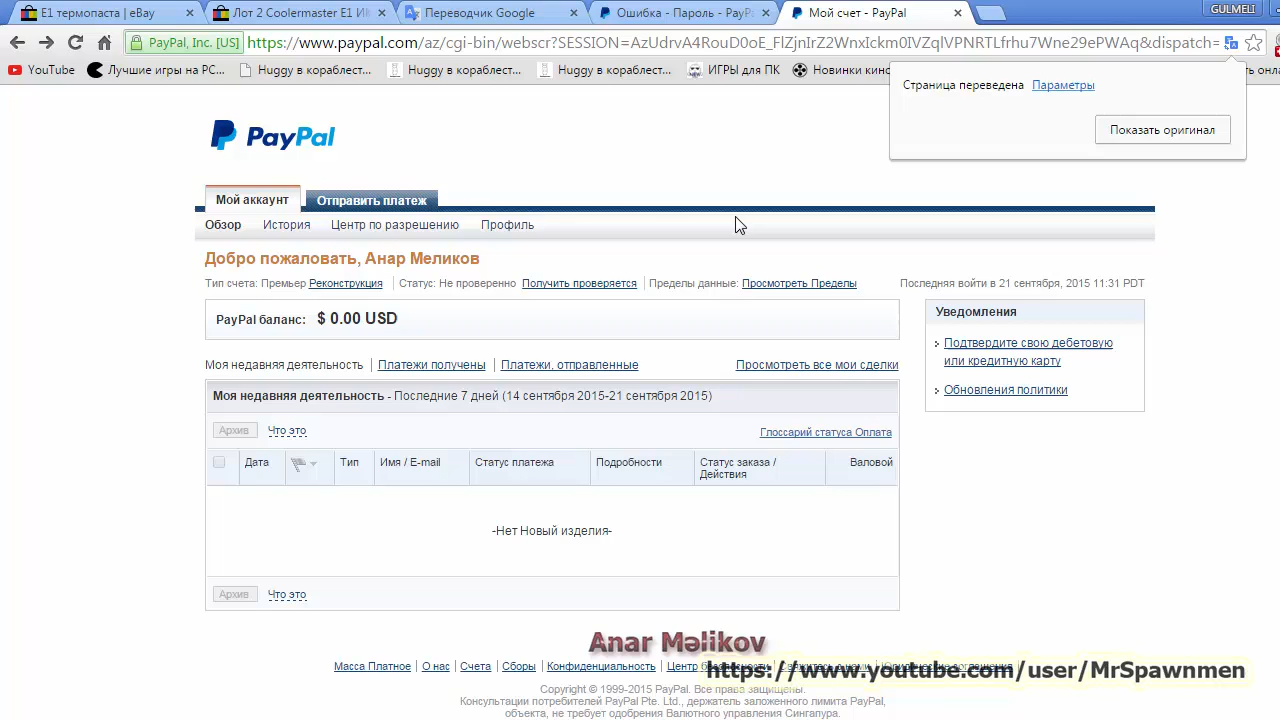 E1 термопаста | eBay
Лот 2 Coolermaster E1 И
Переводчик Google
Ошибка - Пароль - PayP
Мой счет - PayPal
GULMELI
PayPal, Inc. [US]
https://www.paypal.com/az/cgi-bin/webscr?SESSION=AzUdrvA4RouD0oE_FlZjnIrZ2WnxIckm0IVZqlVPNRTLfrhu7Wne29ePWAq&dispatch=
YouTube
Лучшие игры на PC...
Huggy в кораблест...
Huggy в кораблест...
Huggy в кораблест...
ИГРЫ ДЛЯ ПК
Новинки кино
ть онла
Страница переведена Параметры
Показать оригинал
PayPal
Мой аккаунт
Отправить платеж
Обзор
История
Центр по разрешению
Профиль
Добро пожаловать, Анар Меликов
Тип счета: Премьер Реконструкция | Статус: Не проверенно Получить проверяется | Пределы данные: Просмотреть Пределы
Последняя войти в 21 сентября, 2015 11:31 PDT
PayPal баланс: $ 0.00 USD
Уведомления
Подтвердите свою дебетовую
или кредитную карту
Обновления политики
Моя недавняя деятельность | Платежи получены | Платежи, отправленные
Просмотреть все мои сделки
Моя недавняя деятельность - Последние 7 дней (14 сентября 2015-21 сентября 2015)
Архив
Что это
Глоссарий статуса Оплата
Дата
Тип
Имя / E-mail
Статус платежа
Подробности
Статус заказа /
Действия
Валовой
-Нет Новый изделия-
Архив
Что это
Anar Məlikov
Масса Платное | О нас | Счета | Сборы | Конфиденциальность | Центр
https://www.youtube.com/user/MrSpawnmen
Copyright © 1999-2015 PayPal. Все права защищены.
Консультации потребителей PayPal Pte. Ltd., держатель заложенного лимита PayPal,
объекта, не требует одобрения Валютного управления Сингапура.